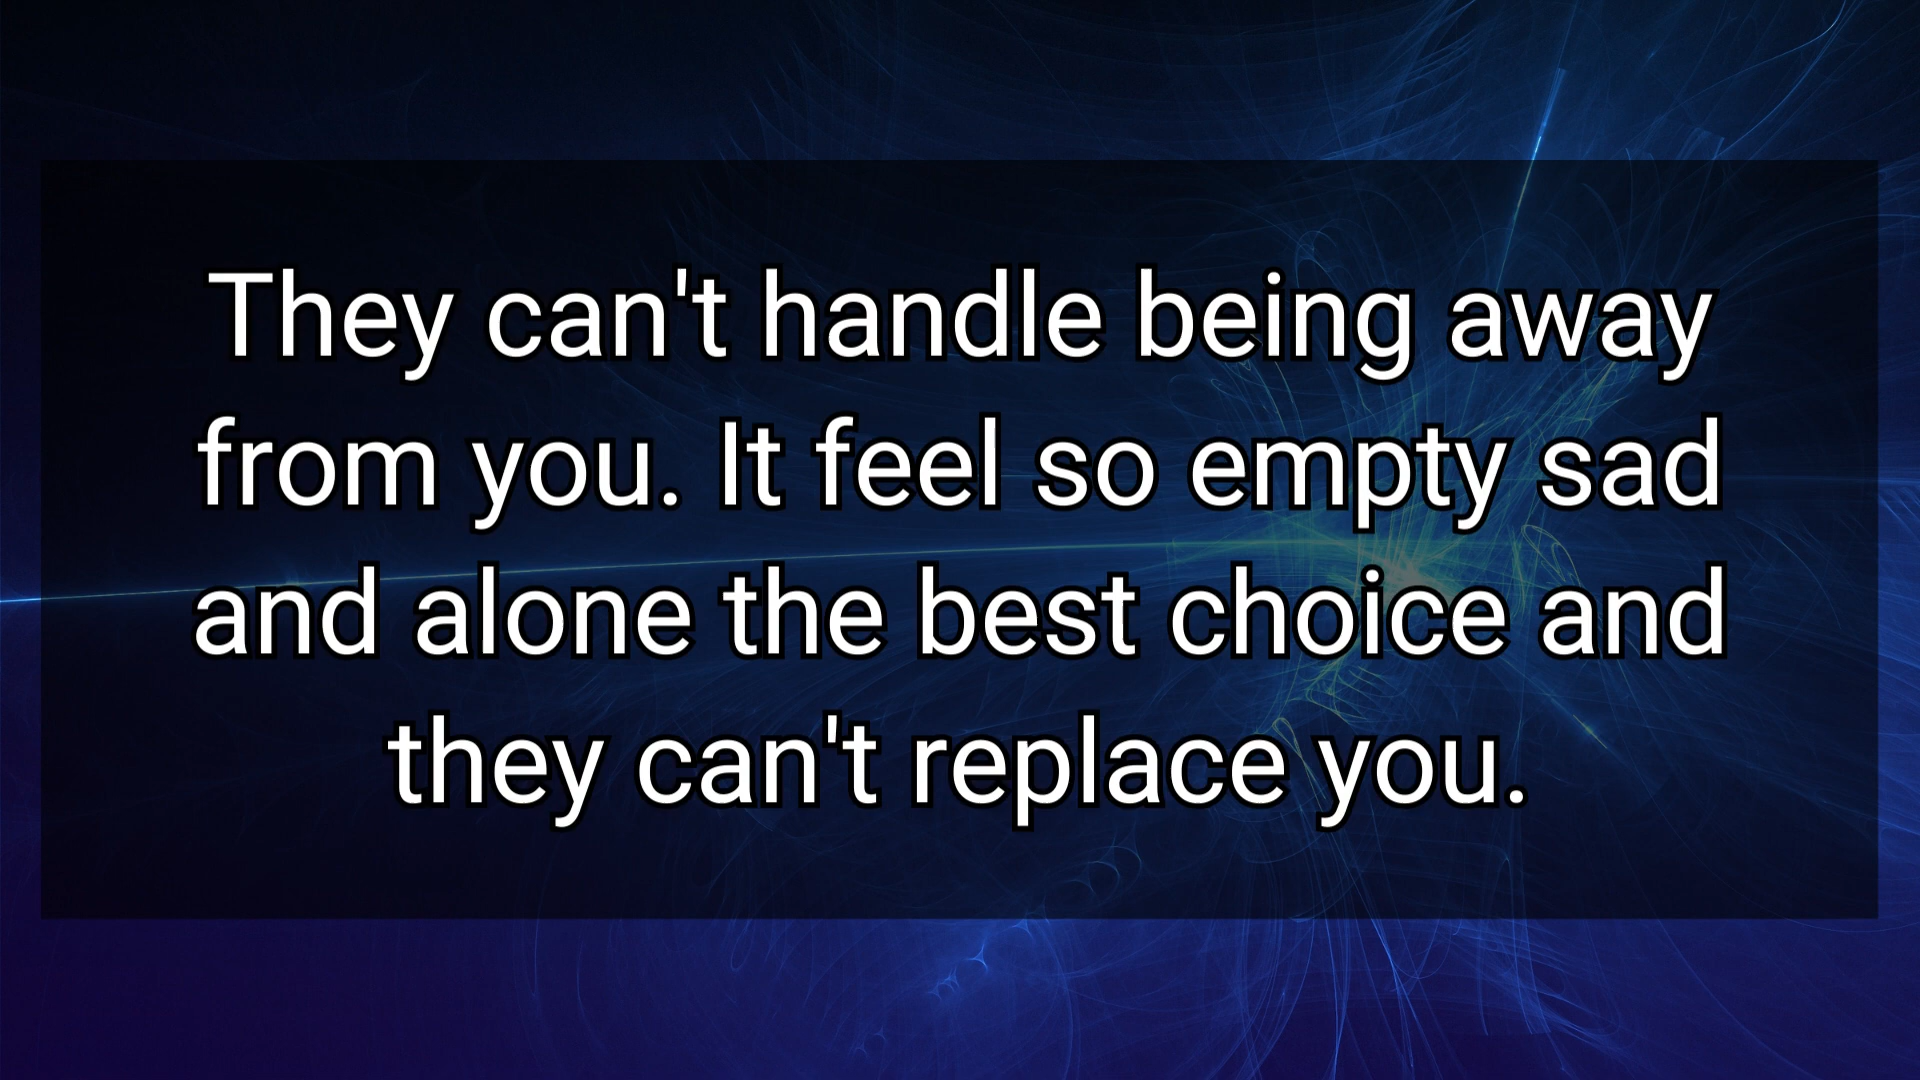 They can't handle being away
from you. It feel so empty sad
and alone the best choice and
they can't replace you.